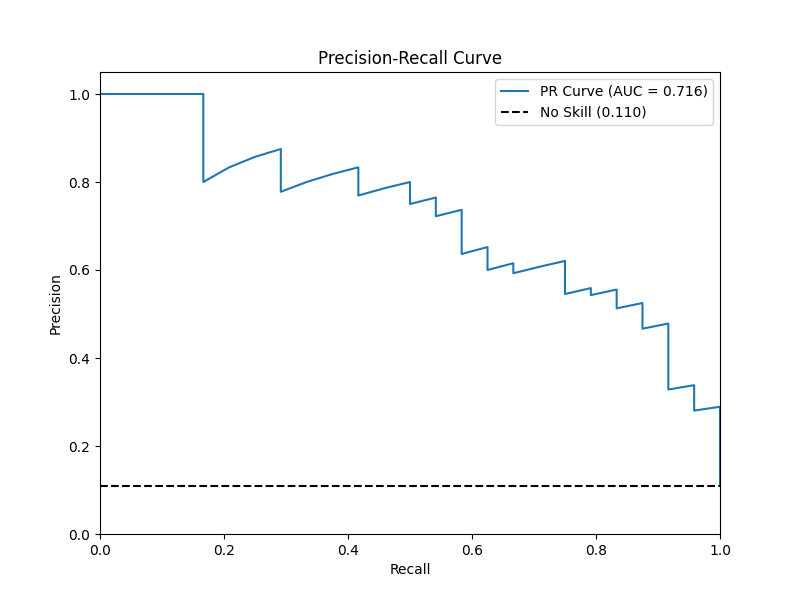 Precision-Recall Curve
PR Curve (AUC = 0.716)
No Skill (0.110)
Precision
1.0
0.8
0.6
0.4
0.2
0.0
0.0 0.2 0.4 0.6 0.8 1.0
Recall